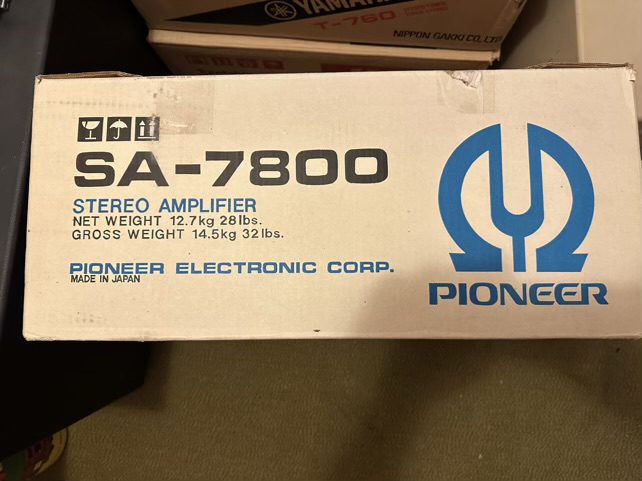 YAMAHA
T-760
NIPPON GAKKI CO., LTD
SA-7800
STEREO AMPLIFIER
NET WEIGHT 12.7kg 28lbs.
GROSS WEIGHT 14.5kg 32lbs.
PIONEER ELECTRONIC CORP.
MADE IN JAPAN
PIONEER